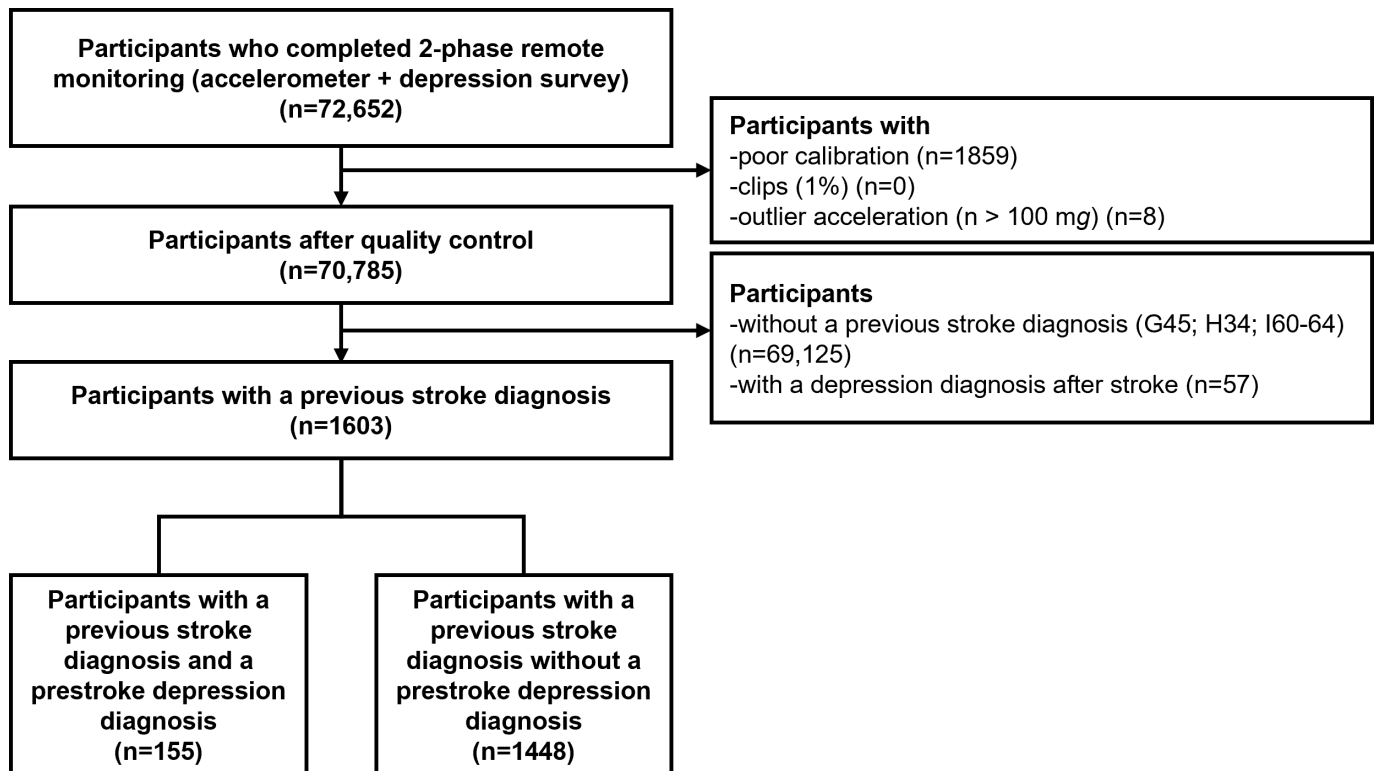 Participants who completed 2-phase remote
monitoring (accelerometer + depression survey)
(n=72,652)
Participants with
-poor calibration (n=1859)
-clips (1%) (n=0)
-outlier acceleration (n > 100 mg) (n=8)
Participants after quality control
(n=70,785)
Participants
-without a previous stroke diagnosis (G45; H34; I60-64)
(n=69,125)
-with a depression diagnosis after stroke (n=57)
Participants with a previous stroke diagnosis
(n=1603)
Participants with a
previous stroke
diagnosis and a
prestroke depression
diagnosis
(n=155)
Participants with a
previous stroke
diagnosis without a
prestroke depression
diagnosis
(n=1448)